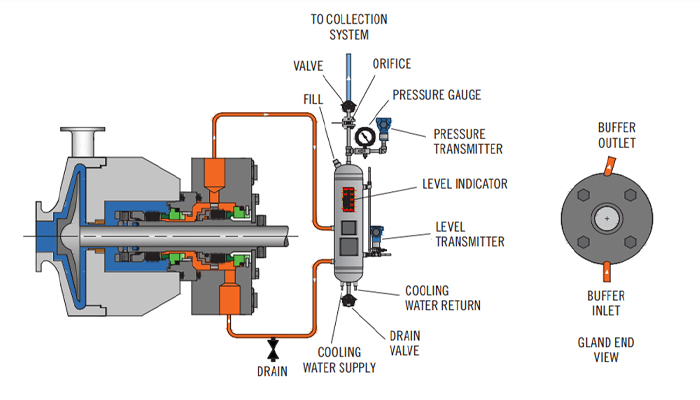 TO COLLECTION
SYSTEM
VALVE
ORIFICE
FILL
PRESSURE GAUGE
PRESSURE
TRANSMITTER
LEVEL INDICATOR
LEVEL
TRANSMITTER
COOLING
WATER RETURN
DRAIN
VALVE
COOLING
WATER SUPPLY
DRAIN
BUFFER
OUTLET
BUFFER
INLET
GLAND END
VIEW